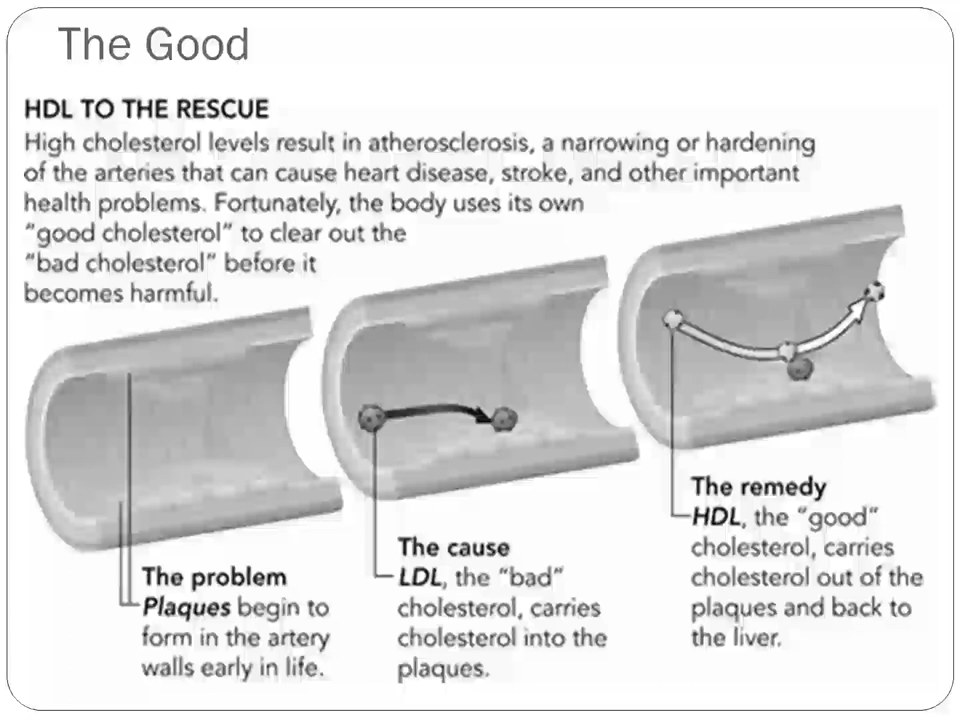 The Good
HDL TO THE RESCUE
High cholesterol levels result in atherosclerosis, a narrowing or hardening
of the arteries that can cause heart disease, stroke, and other important
health problems. Fortunately, the body uses its own
"good cholesterol" to clear out the
"bad cholesterol" before it
becomes harmful.
The problem
Plaques begin to
form in the artery
walls early in life.
The cause
LDL, the "bad"
cholesterol, carries
cholesterol into the
plaques.
The remedy
HDL, the "good"
cholesterol, carries
cholesterol out of the
plaques and back to
the liver.